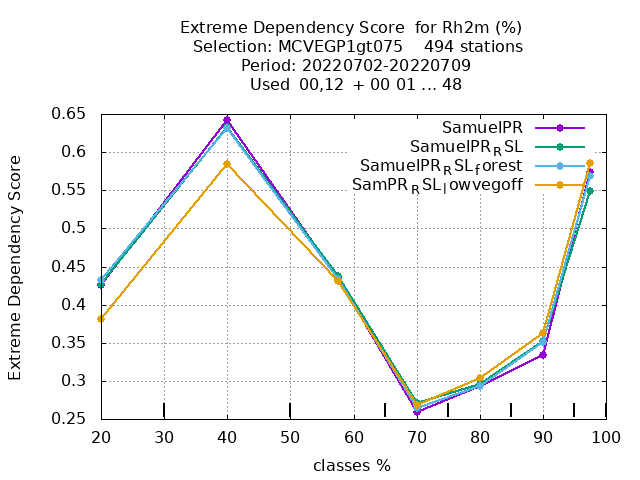 Extreme Dependency Score for Rh2m (%)
Selection: MCVEGP1gt075 494 stations
Period: 20220702-20220709
Used 00,12 + 00 01 ... 48
SamuelPR
SamuelPR_RSL
SamuelPR_RSL_forest
SamPR_RSL_lowvegoff
Extreme Dependency Score
0.65
0.6
0.55
0.5
0.45
0.4
0.35
0.3
0.25
20 30 40 50 60 70 80 90 100
classes %